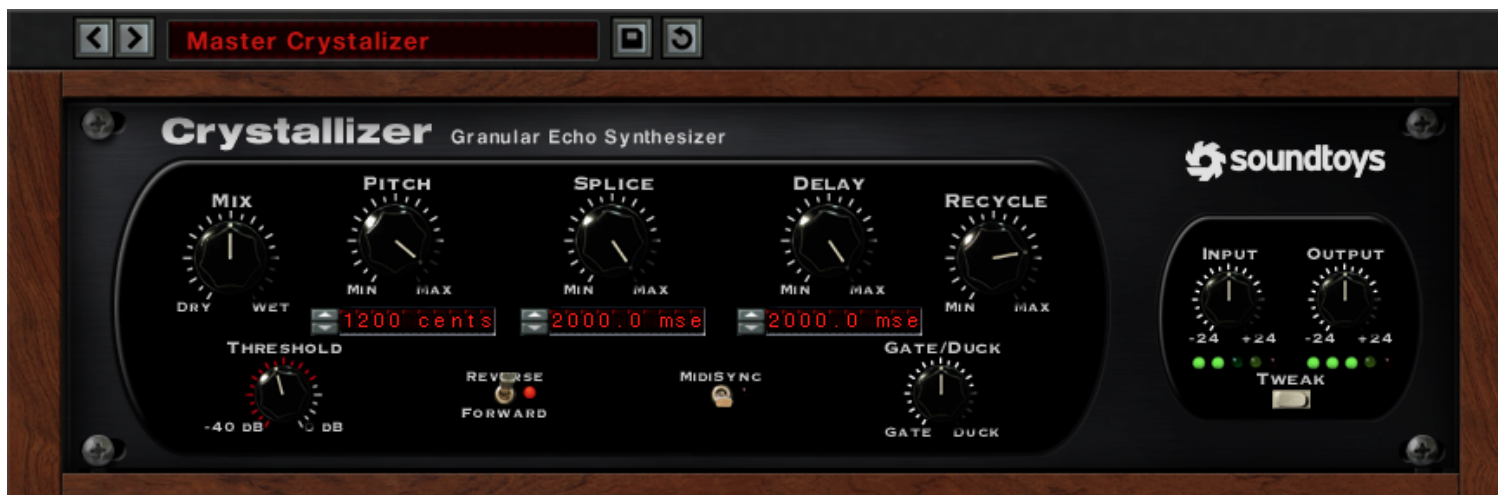 Master Crystalizer
Crystallizer Granular Echo Synthesizer
soundtoys
MIX
PITCH
SPLICE
DELAY
RECYCLE
DRY WET
MIN MAX
MIN MAX
MIN MAX
MIN MAX
1200 cents
2000.0 mse
2000.0 mse
THRESHOLD
-40 dB 0 dB
REVERSE
FORWARD
MIDISYNC
GATE/DUCK
GATE DUCK
INPUT
OUTPUT
-24 +24
-24 +24
TWEAK